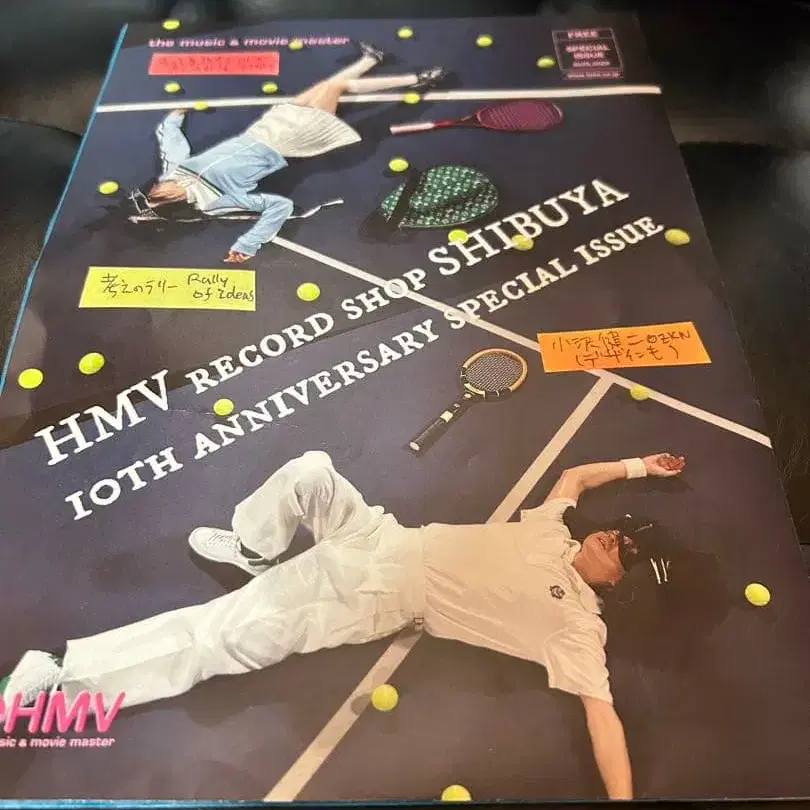 the music & movie master
FREE
SPECIAL
ISSUE
HMV RECORD SHOP SHIBUYA
10TH ANNIVERSARY SPECIAL ISSUE
考えのラリー Rally
of Ideas
小沢健二 OZKN
(デザインも)
HMV
sic & movie master